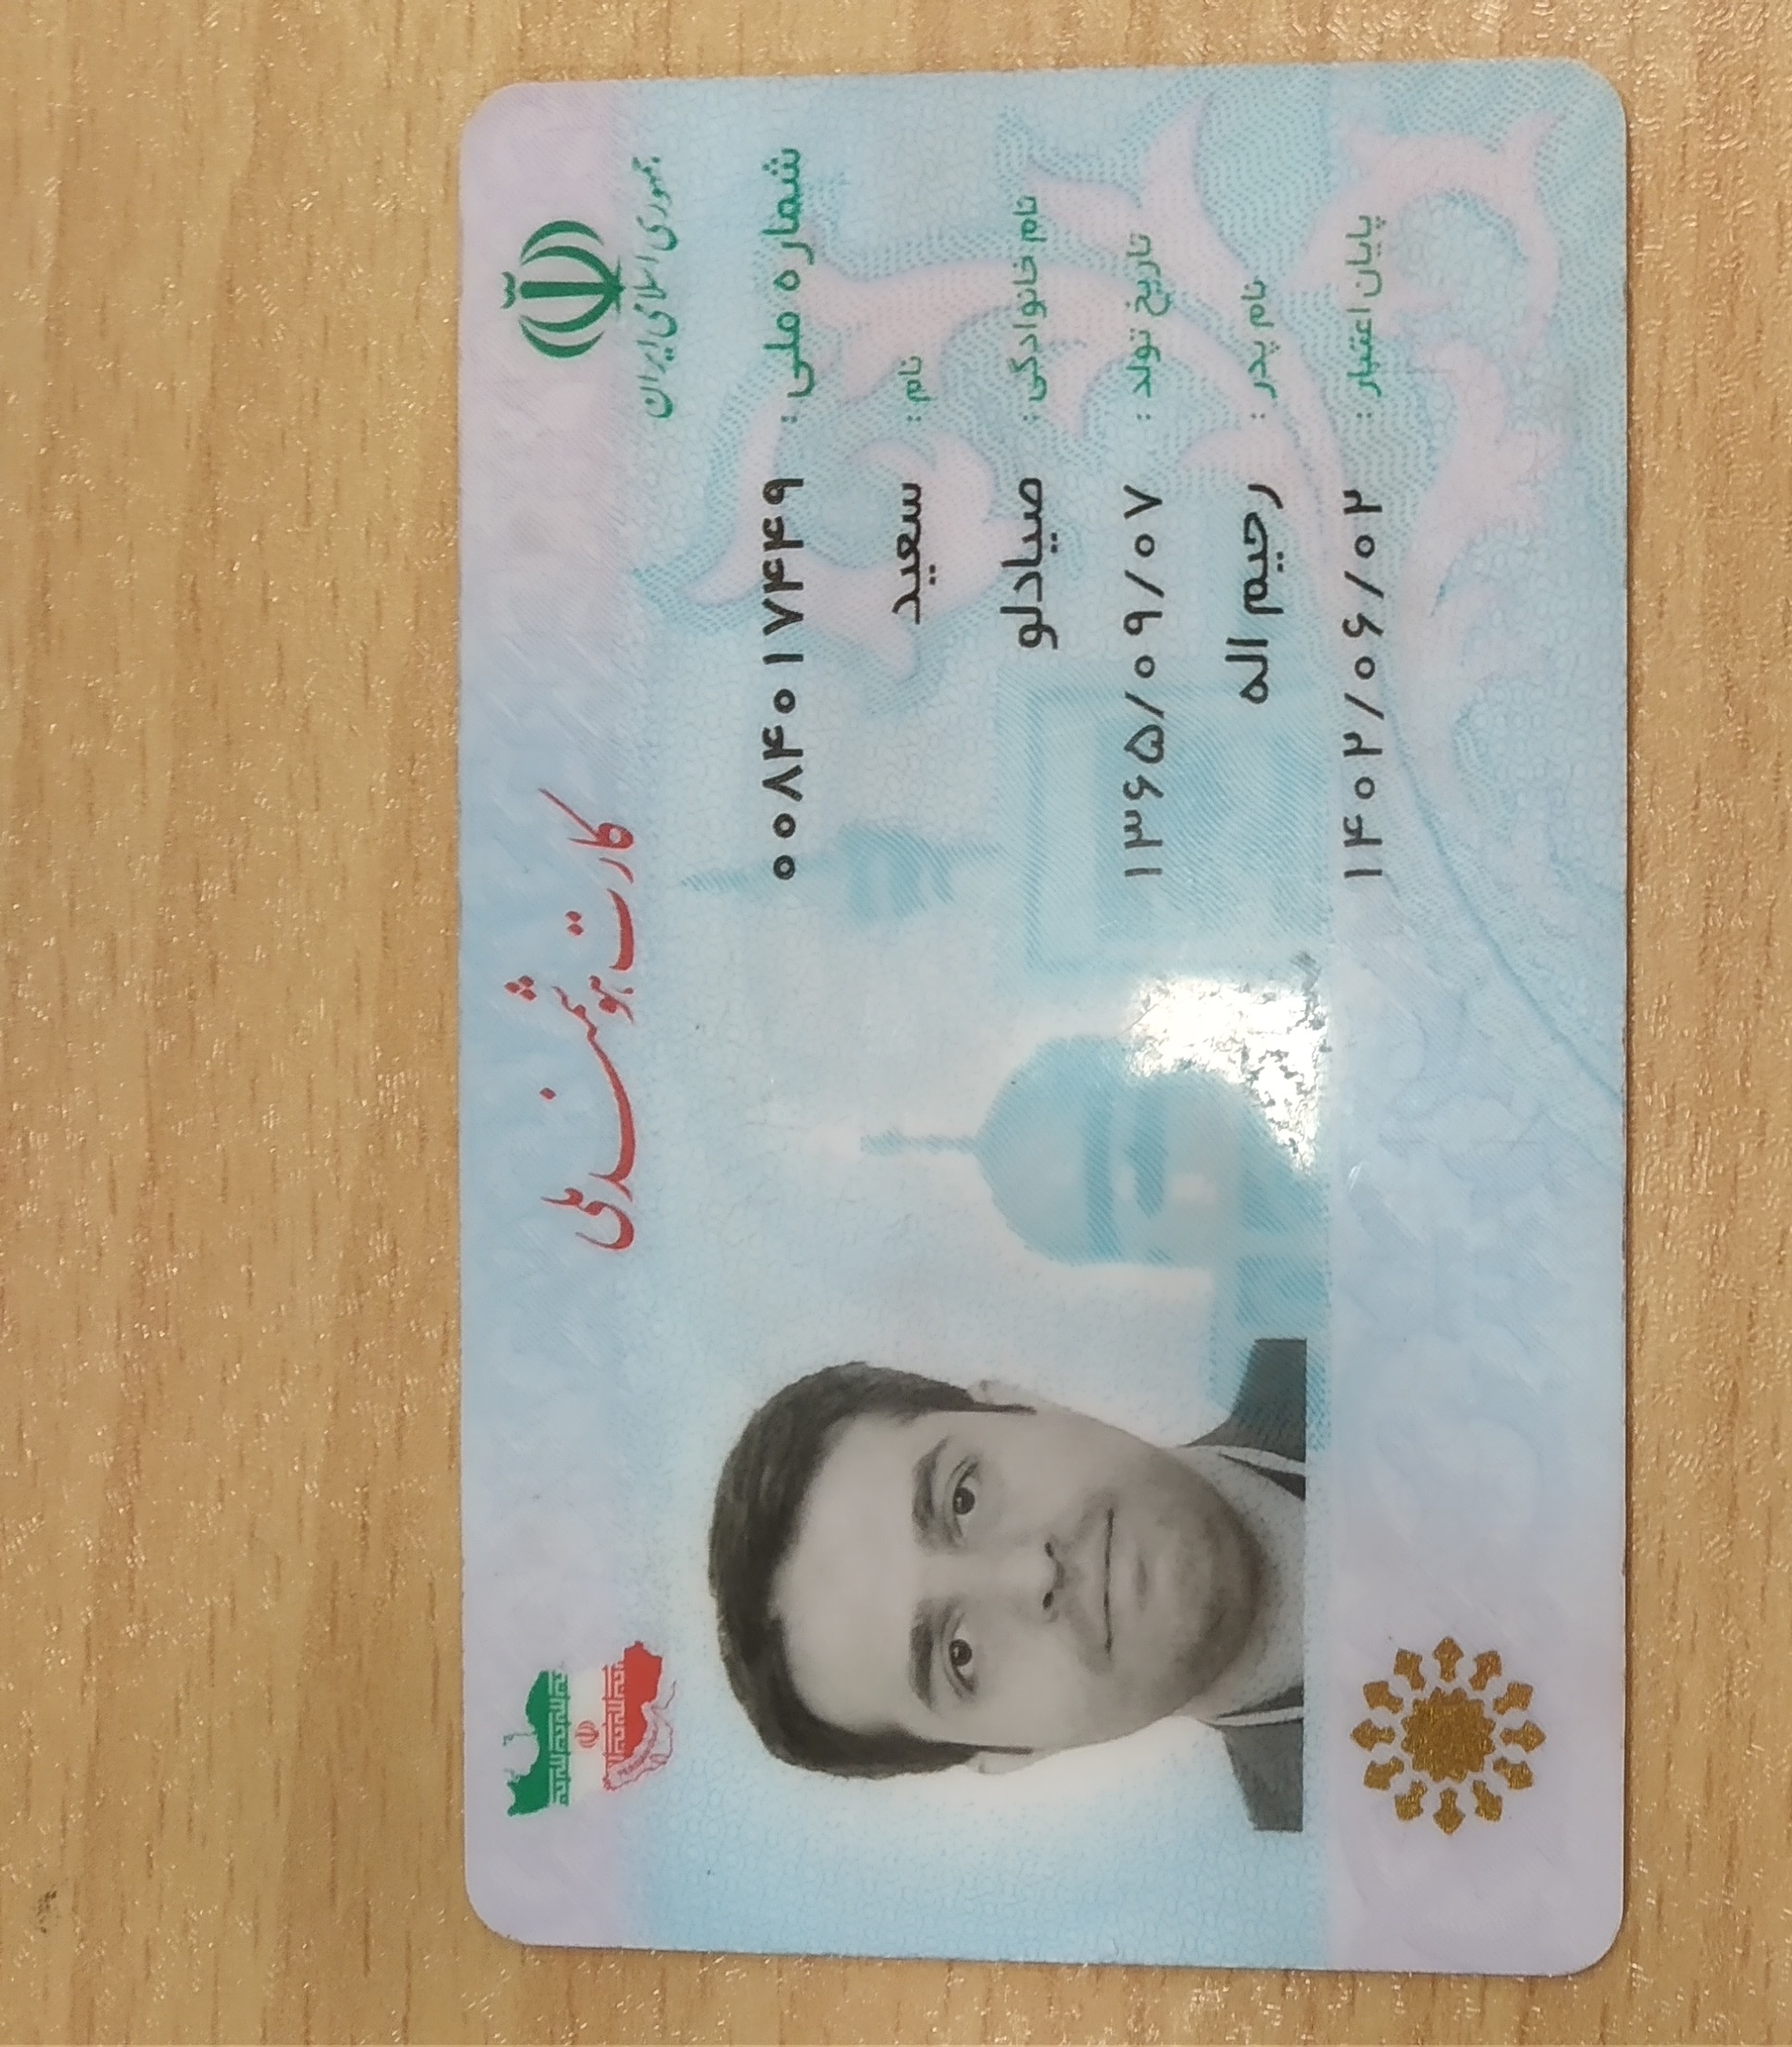 جمهوری اسلامی ایران
کارت هوشمند ملی
شماره ملی : ۰۰۸۴۰۱۷۴۴۹
نام : سعید
نام خانوادگی : صیادلو
تاریخ تولد : ۱۳۶۵/۰۹/۰۷
نام پدر : رحیم اله
پایان اعتبار : ۱۴۰۲/۰۶/۰۲